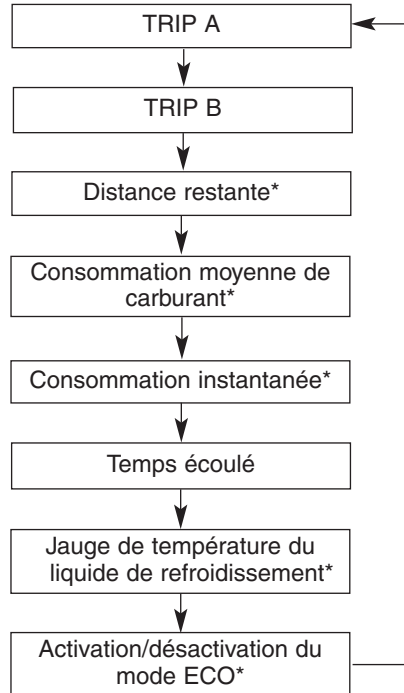 TRIP A
TRIP B
Distance restante*
Consommation moyenne de
carburant*
Consommation instantanée*
Temps écoulé
Jauge de température du
liquide de refroidissement*
Activation/désactivation du
mode ECO*